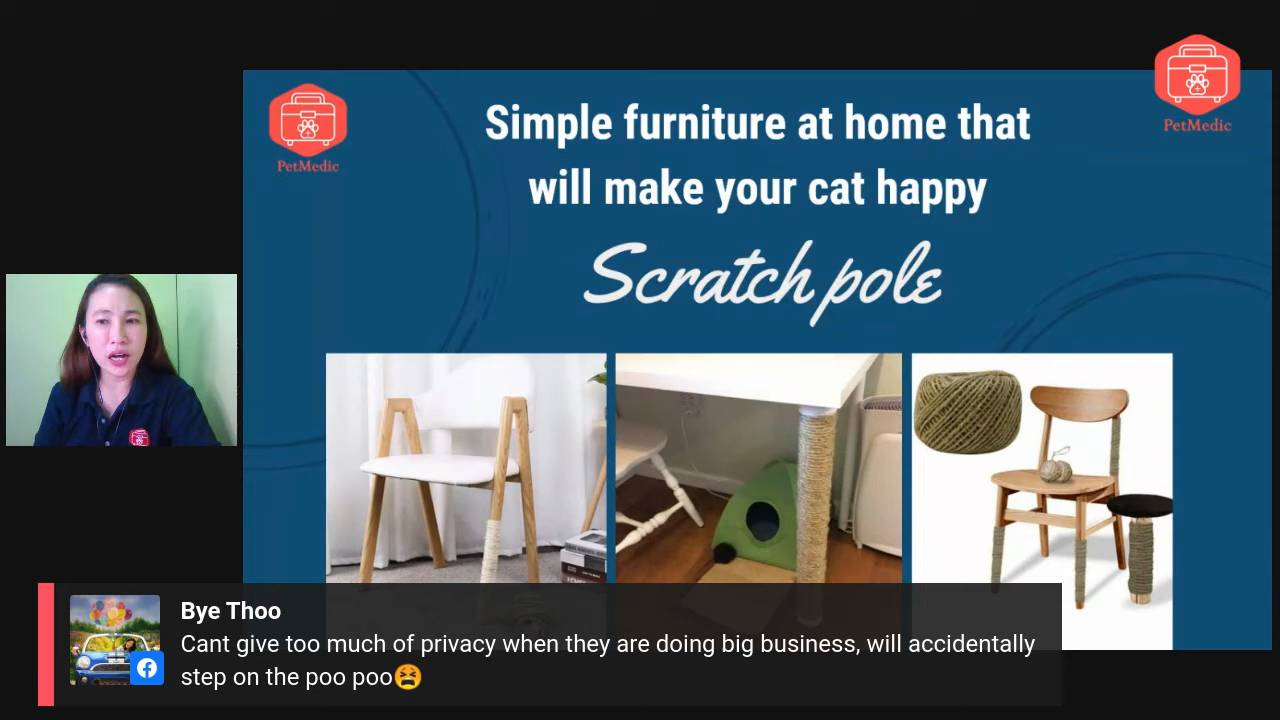 PetMedic
PetMedic
Simple furniture at home that
will make your cat happy
Scratch pole
Bye Thoo
Cant give too much of privacy when they are doing big business, will accidentally
step on the poo poo😫